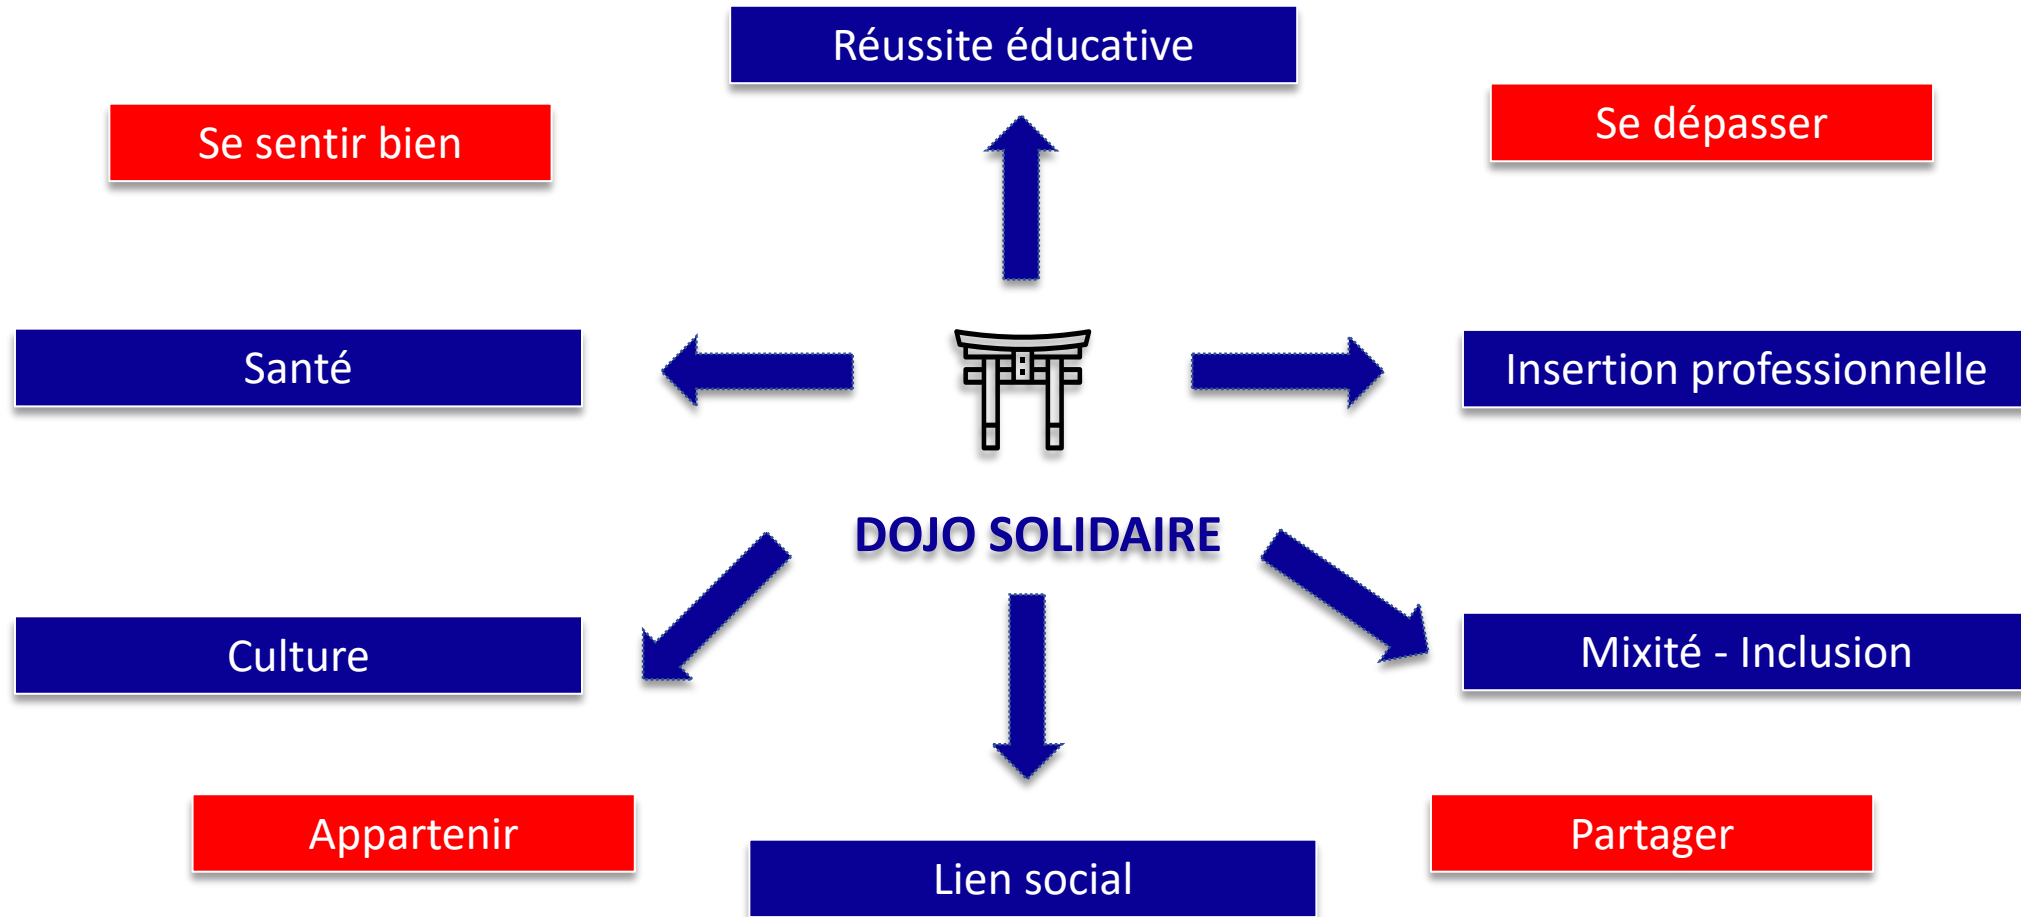 Réussite éducative
Se sentir bien
Se dépasser
Santé
Insertion professionnelle
DOJO SOLIDAIRE
Culture
Mixité - Inclusion
Appartenir
Partager
Lien social